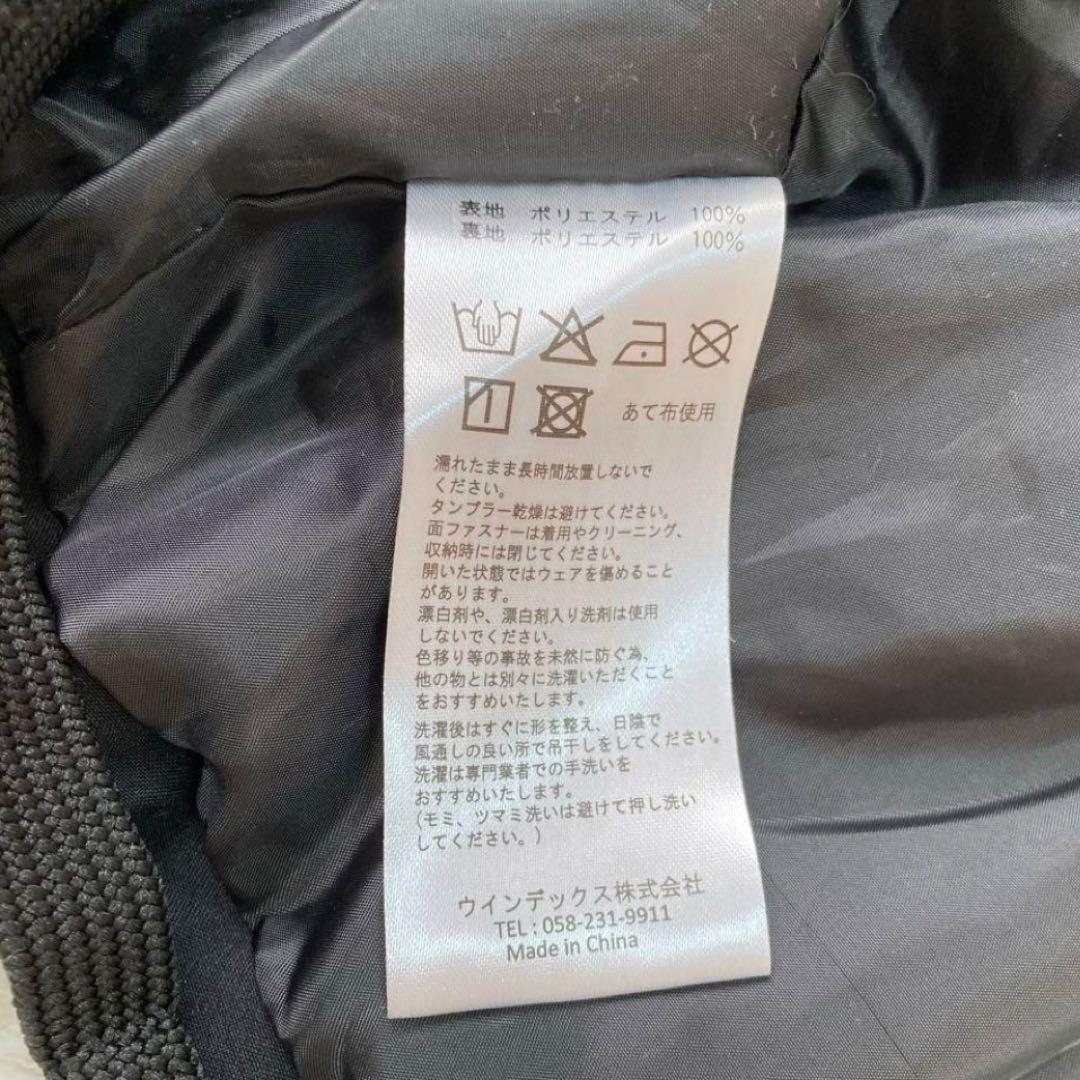 表地 ポリエステル 100%
裏地 ポリエステル 100%
あて布使用
濡れたまま長時間放置しないで
ください。
タンブラー乾燥は避けてください。
面ファスナーは着用やクリーニング、
収納時には閉じてください。
開いた状態ではウェアを傷めること
があります。
漂白剤や、漂白剤入り洗剤は使用
しないでください。
色移り等の事故を未然に防ぐ為、
他の物とは別々に洗濯いただくこと
をおすすめいたします。
洗濯後はすぐに形を整え、日陰で
風通しの良い所で吊干しをしてください。
洗濯は専門業者での手洗いを
おすすめいたします。
(モミ、ツマミ洗いは避けて押し洗い
してください。)
ウインデックス株式会社
TEL : 058-231-9911
Made in China